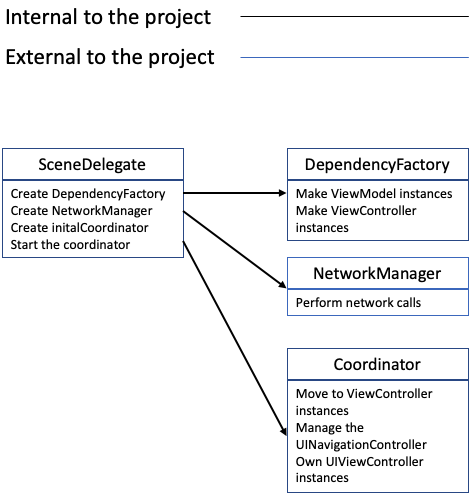 Internal to the project
External to the project
SceneDelegate
Create DependencyFactory
Create NetworkManager
Create initalCoordinator
Start the coordinator
DependencyFactory
Make ViewModel instances
Make ViewController
instances
NetworkManager
Perform network calls
Coordinator
Move to ViewController
instances
Manage the
UINavigationController
Own UIViewController
instances